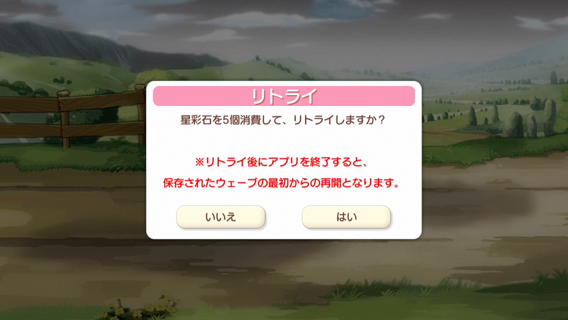 リトライ
星彩石を5個消費して、リトライしますか？
※リトライ後にアプリを終了すると、
保存されたウェーブの最初からの再開となります。
いいえ
はい